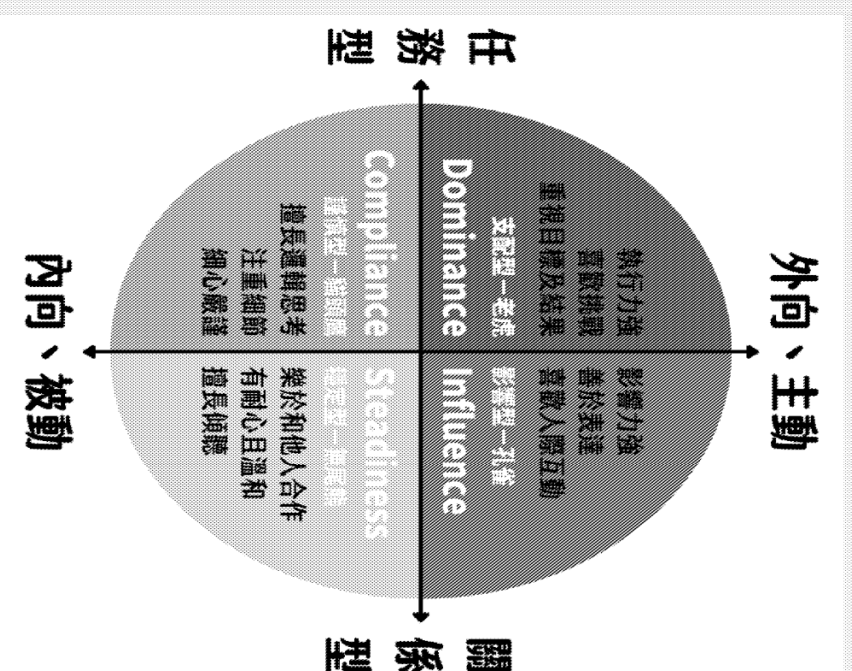 外向、主動
任務型
執行力強
喜歡挑戰
重視目標及結果
支配型－老虎
Dominance
影響力強
善於表達
喜歡人際互動
影響型－孔雀
Influence
關係型
Compliance
謹慎型－貓頭鷹
擅長邏輯思考
注重細節
細心嚴謹
Steadiness
穩定型－無尾熊
樂於和他人合作
有耐心且溫和
擅長傾聽
內向、被動